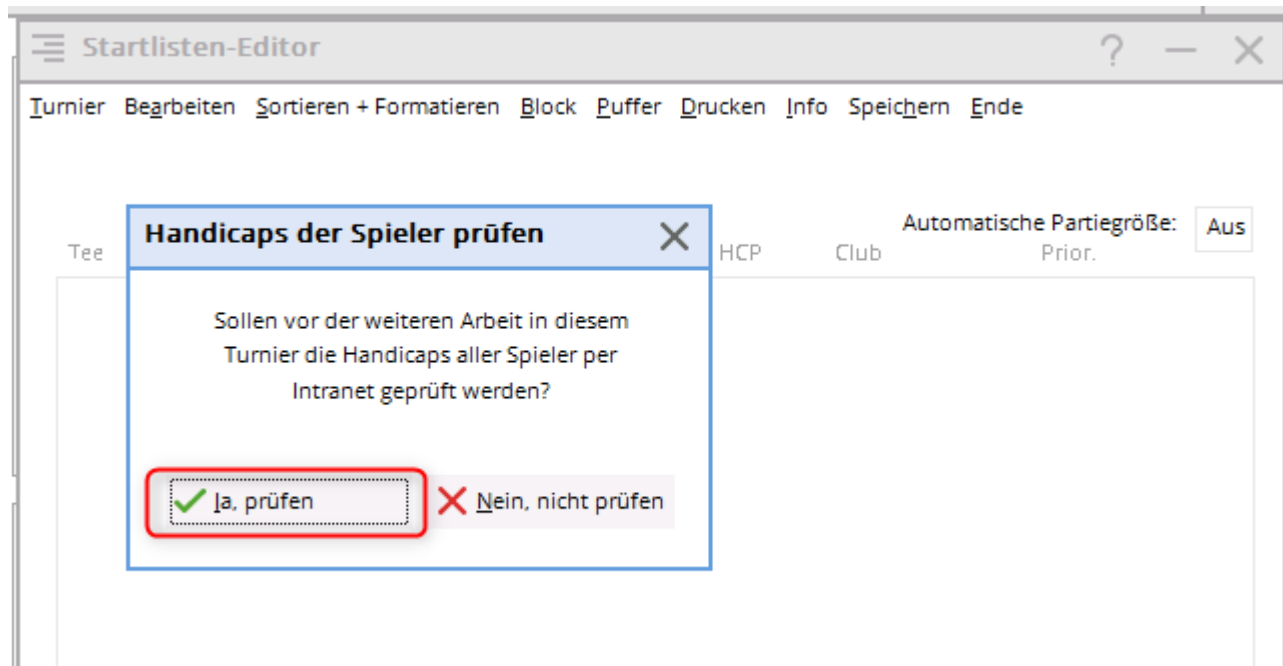 Startlisten-Editor
Turnier Bearbeiten Sortieren + Formatieren Block Puffer Drucken Info Speichern Ende
Automatische Partiegröße: Aus
Tee HCP Club Prior.
Handicaps der Spieler prüfen
Sollen vor der weiteren Arbeit in diesem
Turnier die Handicaps aller Spieler per
Intranet geprüft werden?
Ja, prüfen Nein, nicht prüfen